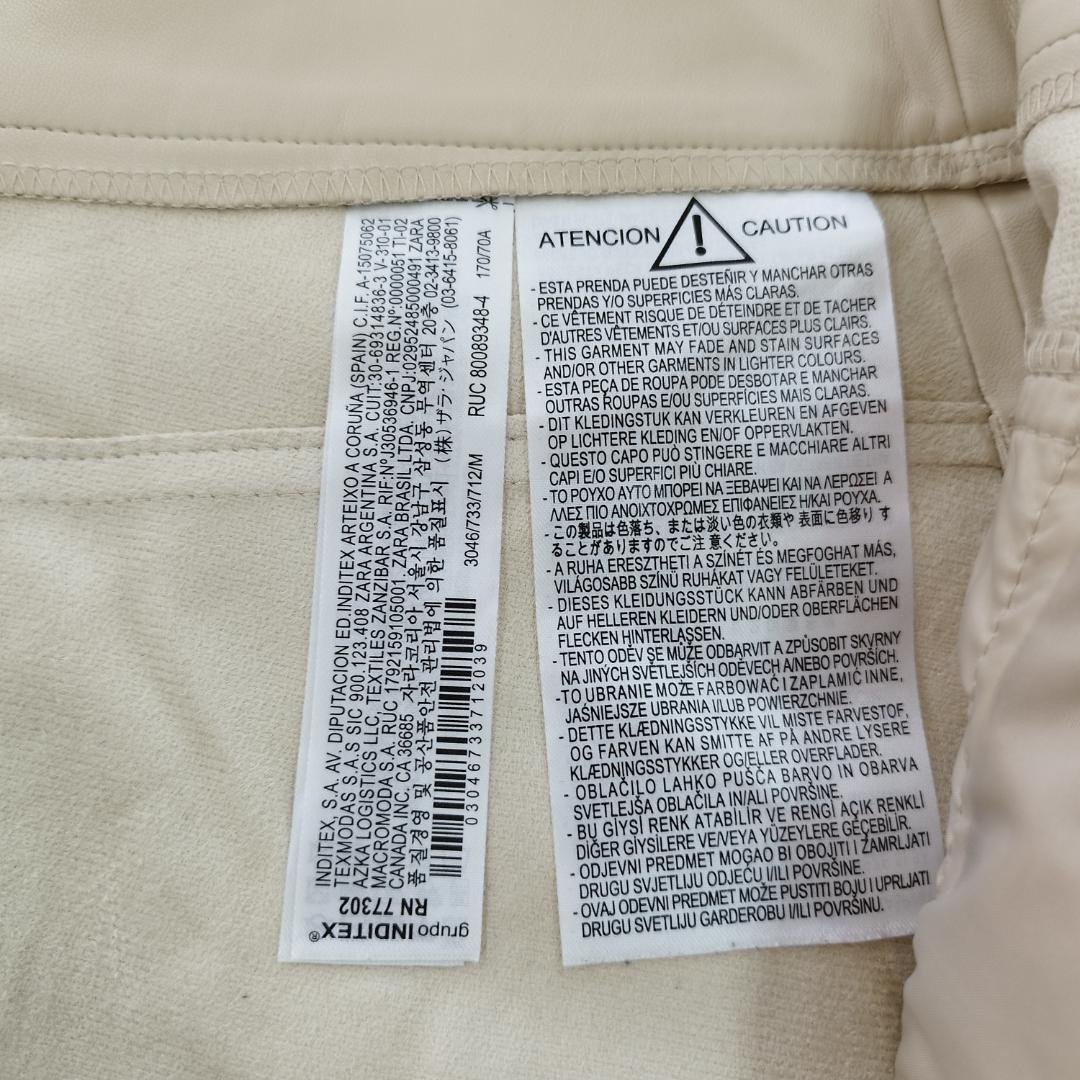 INDITEX, S.A. AV. DIPUTACION ED.INDITEX ARTEIXO A CORUÑA (SPAIN) C.I.F. A-15075062
TEXMODAS S.A.S SIC 900.123.408 ZARA ARGENTINA S.A. CUIT:30-69314836-3 V-310-01
AZKA LOGISTICS LLC, TEXTILES ZANZIBAR S.A. RIF:NºJ30636946-1 REG.Nº:0000051 TI-02
MACROMODA S.A. RUC 1792159105001, ZARA BRASIL LTDA, CNPJ:02952485000491 ZARA
CANADA INC. CA 36685 자라코리아 서울시 강남구 삼성동 무역센터 20층 02-3413-9800
품질경영 및 공산품안전 관리법에 의한 품질표시 (株) ザラ・ジャパン (03-6415-8061)
3046/733/712/M RUC 80089348-4 170/70A
03046733712039
RN 77302
grupo INDITEX®
ATENCION ! CAUTION
- ESTA PRENDA PUEDE DESTEÑIR Y MANCHAR OTRAS
PRENDAS Y/O SUPERFICIES MÁS CLARAS.
- CE VÊTEMENT RISQUE DE DÉTEINDRE ET DE TACHER
D'AUTRES VÊTEMENTS ET/OU SURFACES PLUS CLAIRS.
- THIS GARMENT MAY FADE AND STAIN SURFACES
AND/OR OTHER GARMENTS IN LIGHTER COLOURS.
- ESTA PEÇA DE ROUPA PODE DESBOTAR E MANCHAR
OUTRAS ROUPAS E/OU SUPERFÍCIES MAIS CLARAS.
- DIT KLEDINGSTUK KAN VERKLEUREN EN AFGEVEN
OP LICHTERE KLEDING EN/OF OPPERVLAKTEN.
- QUESTO CAPO PUÒ STINGERE E MACCHIARE ALTRI
CAPI E/O SUPERFICI PIÙ CHIARE.
- ΤΟ ΡΟΥΧΟ ΑΥΤΟ ΜΠΟΡΕΙ ΝΑ ΞΕΒΑΨΕΙ ΚΑΙ ΝΑ ΛΕΡΩΣΕΙ Α
ΛΛΕΣ ΠΙΟ ΑΝΟΙΧΤΟΧΡΩΜΕΣ ΕΠΙΦΑΝΕΙΕΣ Η/ΚΑΙ ΡΟΥΧΑ.
- この製品は色落ち、または淡い色の衣類や 表面に色移り す
ることがありますのでご注 意ください。
- A RUHA ERESZTHETI A SZÍNÉT ÉS MEGFOGHAT MÁS,
VILÁGOSABB SZÍNŰ RUHÁKAT VAGY FELÜLETEKET.
- DIESES KLEIDUNGSSTÜCK KANN ABFÄRBEN UND
AUF HELLEREN KLEIDERN UND/ODER OBERFLÄCHEN
FLECKEN HINTERLASSEN.
- TENTO ODĚV SE MŮŽE ODBARVIT A ZPŮSOBIT SKVRNY
NA JINÝCH SVĚTLEJŠÍCH ODĚVECH A/NEBO POVRŠÍCH.
- TO UBRANIE MOŻE FARBOWAĆ I ZAPLAMIĆ INNE,
JAŚNIEJSZE UBRANIA I/LUB POWIERZCHNIE.
- DETTE KLÆDNINGSSTYKKE VIL MISTE FARVESTOF,
OG FARVEN KAN SMITTE AF PÅ ANDRE LYSERE
KLÆDNINGSSTYKKER OG/ELLER OVERFLADER.
- OBLAČILO LAHKO PUŠČA BARVO IN OBARVA
SVETLEJŠA OBLAČILA IN/ALI POVRŠINE.
- BU GİYSİ RENK ATABİLİR VE RENGİ AÇIK RENKLİ
DİĞER GİYSİLERE VE/VEYA YÜZEYLERE GEÇEBİLİR.
- ODJEVNI PREDMET MOGAO BI OBOJITI I ZAMRLJATI
DRUGU SVJETLIJU ODJEĆU I/ILI POVRŠINE.
- OVAJ ODEVNI PREDMET MOŽE PUSTITI BOJU I UPRLJATI
DRUGU SVETLIJU GARDEROBU I/ILI POVRŠINU.